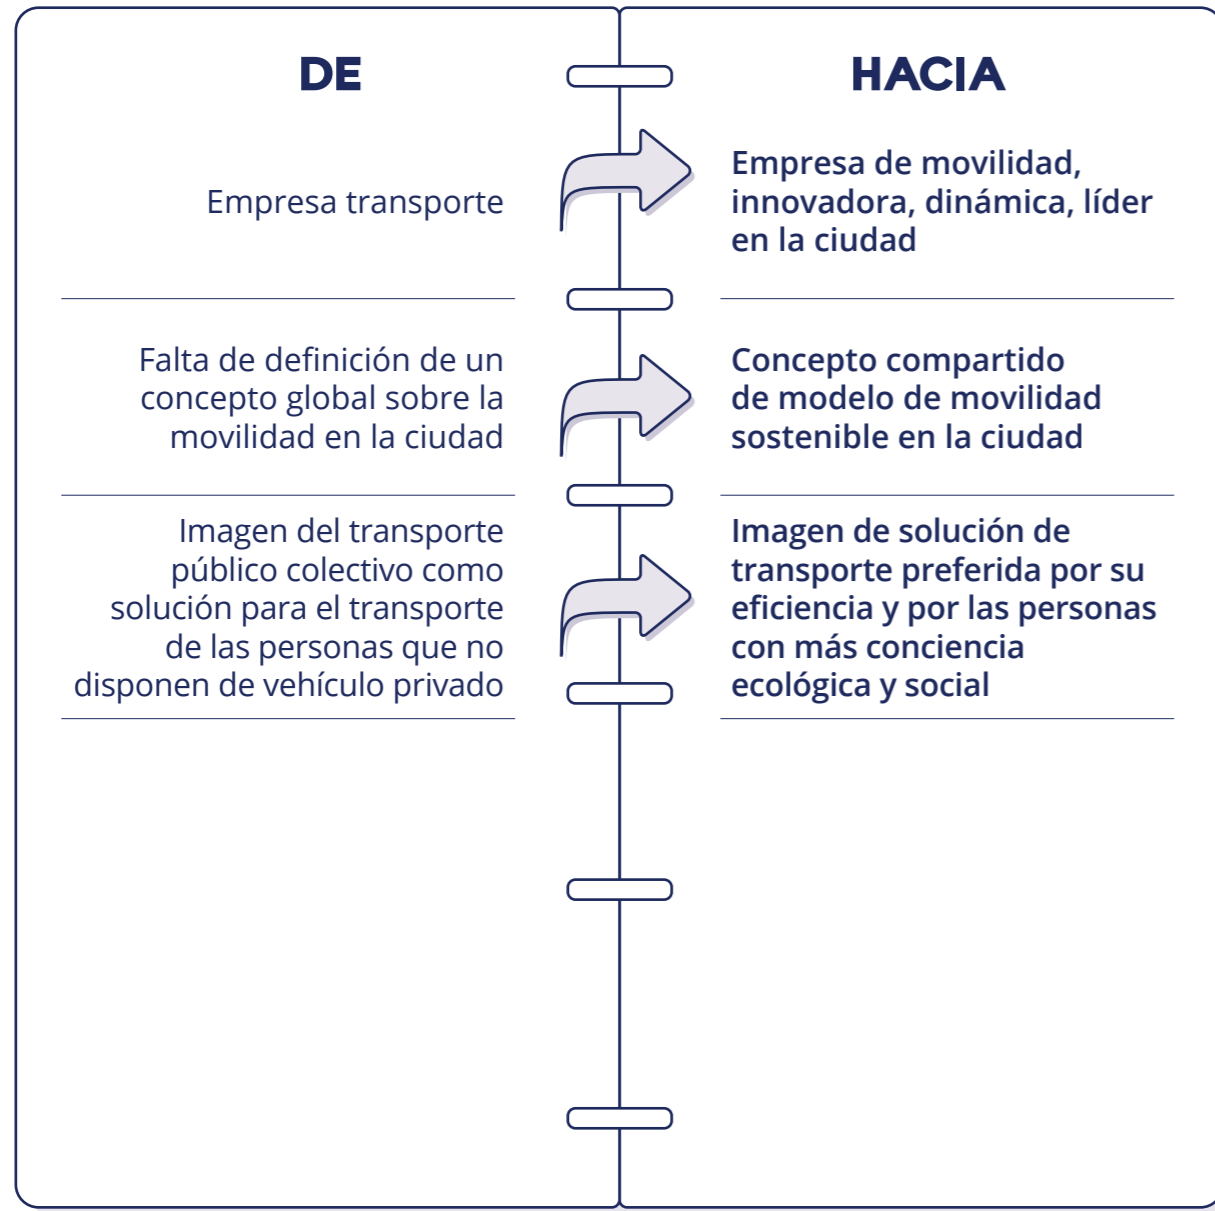 DE
HACIA
Empresa transporte
Empresa de movilidad,
innovadora, dinámica, líder
en la ciudad
Falta de definición de un
concepto global sobre la
movilidad en la ciudad
Concepto compartido
de modelo de movilidad
sostenible en la ciudad
Imagen del transporte
público colectivo como
solución para el transporte
de las personas que no
disponen de vehículo privado
Imagen de solución de
transporte preferida por su
eficiencia y por las personas
con más conciencia
ecológica y social